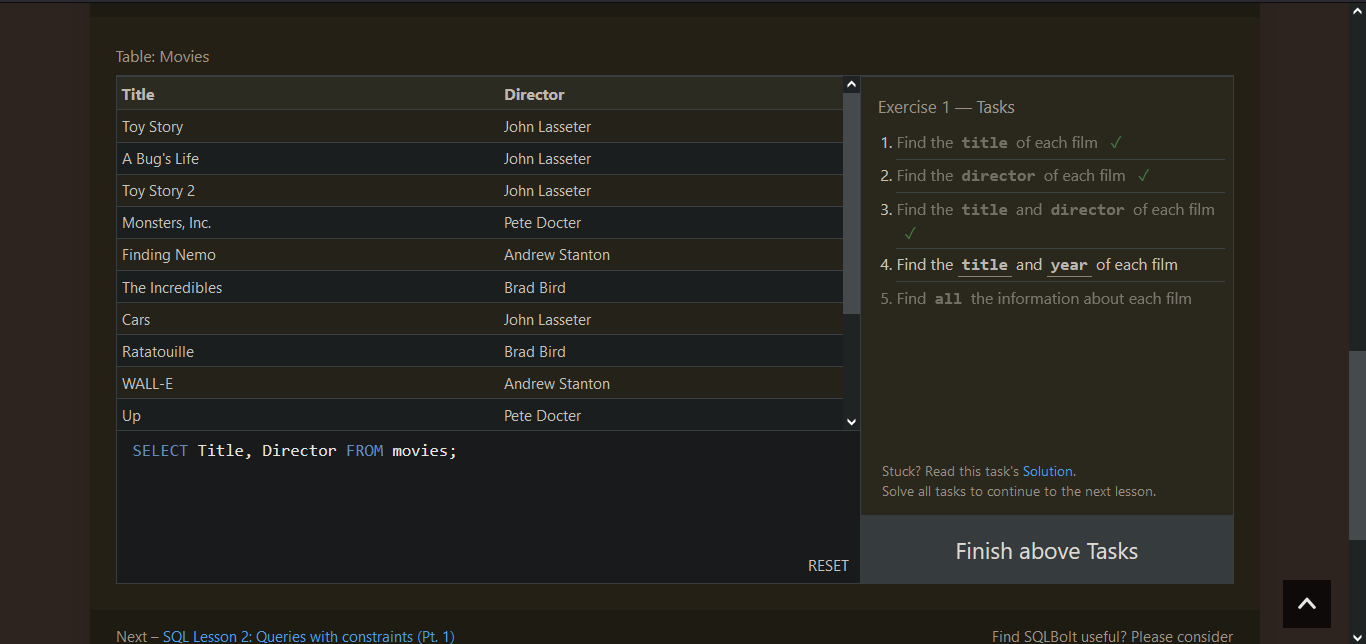 Table: Movies
Title Director
Toy Story John Lasseter
A Bug's Life John Lasseter
Toy Story 2 John Lasseter
Monsters, Inc. Pete Docter
Finding Nemo Andrew Stanton
The Incredibles Brad Bird
Cars John Lasseter
Ratatouille Brad Bird
WALL-E Andrew Stanton
Up Pete Docter
SELECT Title, Director FROM movies;
RESET
Exercise 1 — Tasks
1. Find the title of each film ✓
2. Find the director of each film ✓
3. Find the title and director of each film
✓
4. Find the title and year of each film
5. Find all the information about each film
Stuck? Read this task's Solution.
Solve all tasks to continue to the next lesson.
Finish above Tasks
Next – SQL Lesson 2: Queries with constraints (Pt. 1)
Find SQLBolt useful? Please consider